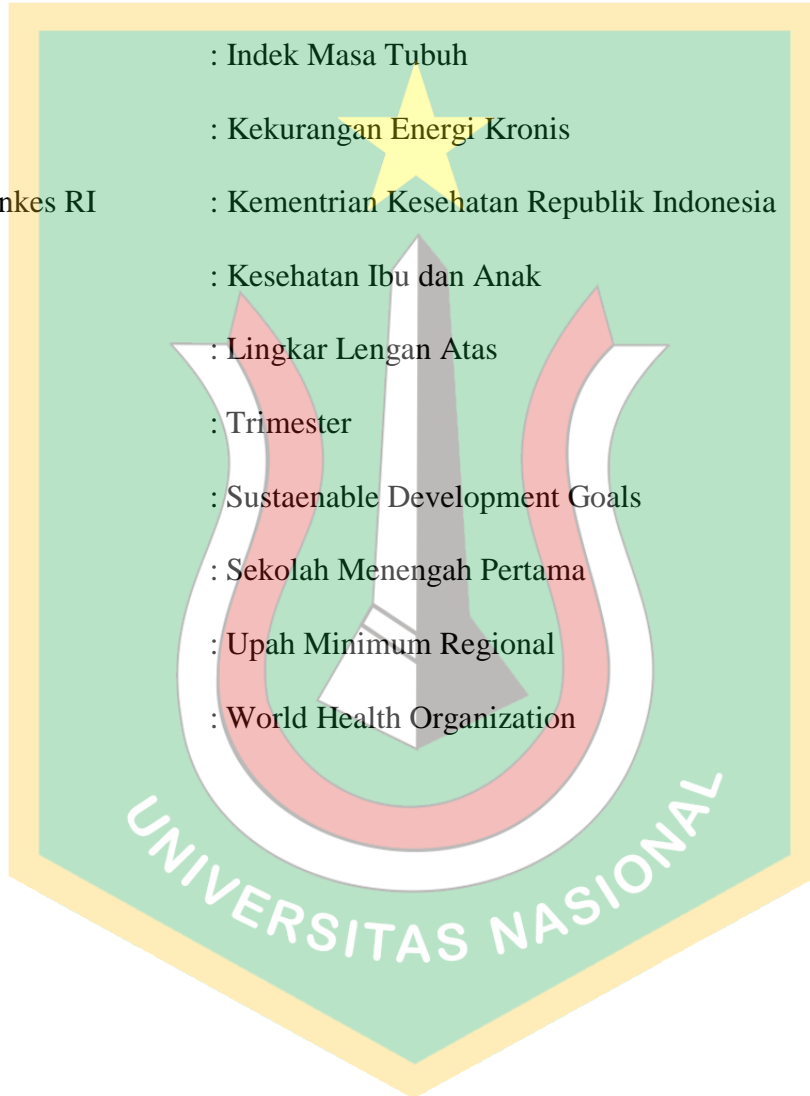 : Indek Masa Tubuh
: Kekurangan Energi Kronis
nkes RI : Kementrian Kesehatan Republik Indonesia
: Kesehatan Ibu dan Anak
: Lingkar Lengan Atas
: Trimester
: Sustaenable Development Goals
: Sekolah Menengah Pertama
: Upah Minimum Regional
: World Health Organization
UNIVERSITAS NASIONAL